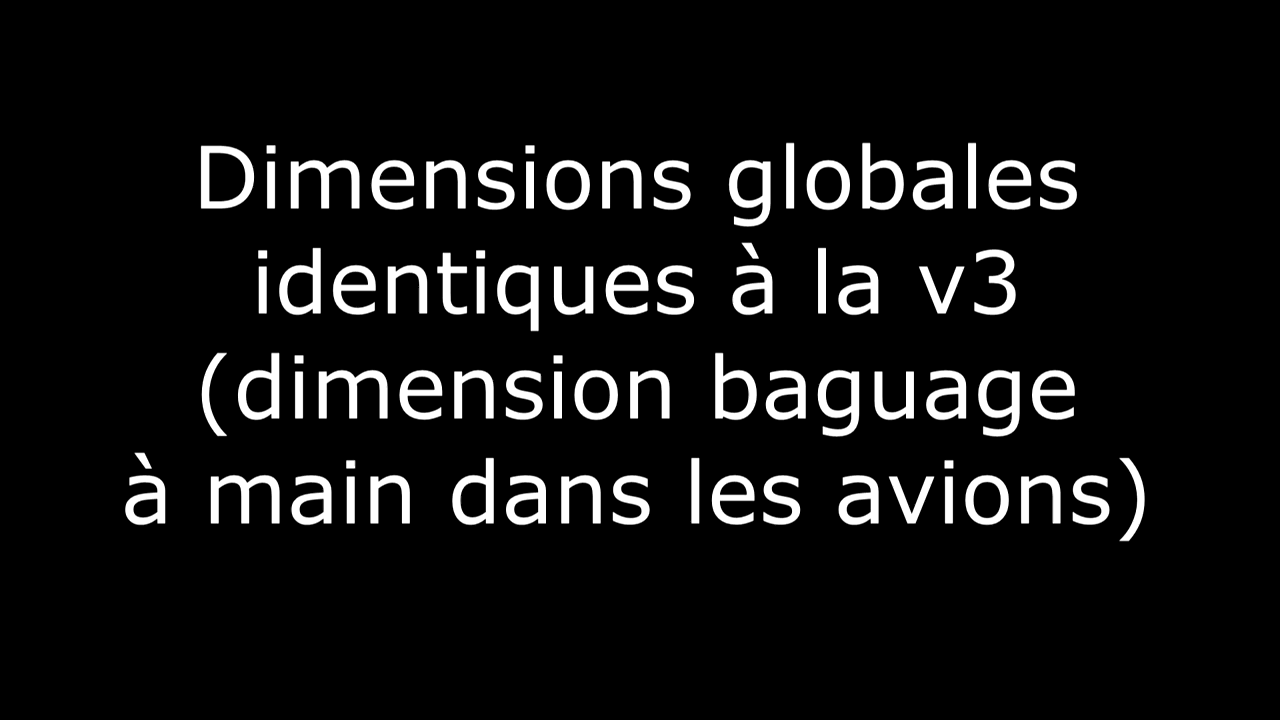 Dimensions globales
identiques à la v3
(dimension baguage
à main dans les avions)